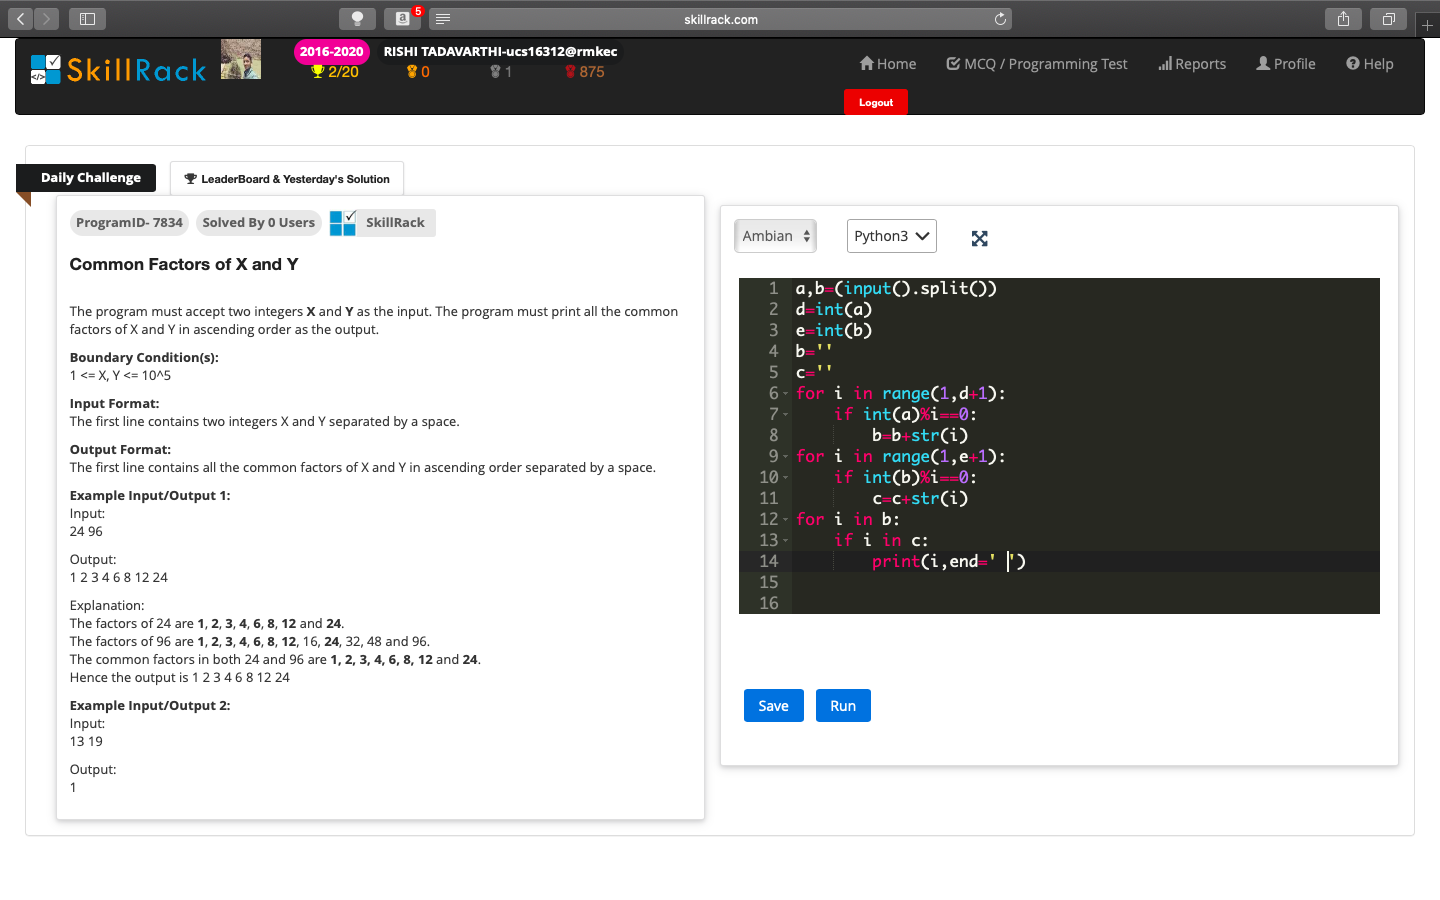 skillrack.com
5
SkillRack
2016-2020 RISHI TADAVARTHI-ucs16312@rmkec
2/20 0 1 875
Home MCQ / Programming Test Reports Profile Help
Logout
Daily Challenge
LeaderBoard & Yesterday's Solution
ProgramID- 7834 Solved By 0 Users SkillRack
Common Factors of X and Y
The program must accept two integers X and Y as the input. The program must print all the common
factors of X and Y in ascending order as the output.
Boundary Condition(s):
1 <= X, Y <= 10^5
Input Format:
The first line contains two integers X and Y separated by a space.
Output Format:
The first line contains all the common factors of X and Y in ascending order separated by a space.
Example Input/Output 1:
Input:
24 96
Output:
1 2 3 4 6 8 12 24
Explanation:
The factors of 24 are 1, 2, 3, 4, 6, 8, 12 and 24.
The factors of 96 are 1, 2, 3, 4, 6, 8, 12, 16, 24, 32, 48 and 96.
The common factors in both 24 and 96 are 1, 2, 3, 4, 6, 8, 12 and 24.
Hence the output is 1 2 3 4 6 8 12 24
Example Input/Output 2:
Input:
13 19
Output:
1
Ambian Python3
1 a,b=(input().split())
2 d=int(a)
3 e=int(b)
4 b=''
5 c=''
6 for i in range(1,d+1):
7     if int(a)%i==0:
8         b=b+str(i)
9 for i in range(1,e+1):
10     if int(b)%i==0:
11         c=c+str(i)
12 for i in b:
13     if i in c:
14         print(i,end=' ')
15
16
Save Run